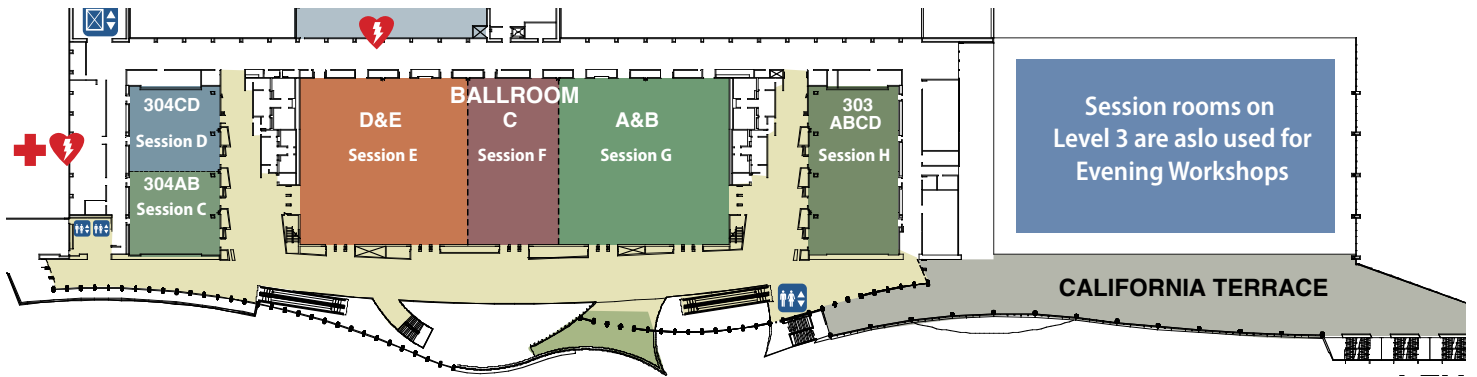 304CD
Session D
304AB
Session C
BALLROOM
D&E
Session E
C
Session F
A&B
Session G
303
ABCD
Session H
Session rooms on
Level 3 are aslo used for
Evening Workshops
CALIFORNIA TERRACE